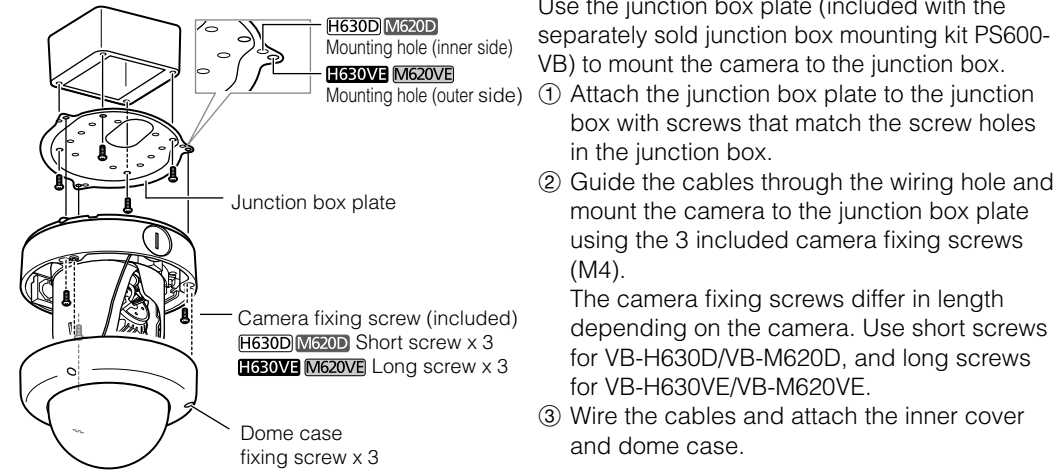 H630D M620D
Mounting hole (inner side)
H630VE M620VE
Mounting hole (outer side)
Junction box plate
Camera fixing screw (included)
H630D M620D Short screw x 3
H630VE M620VE Long screw x 3
Dome case
fixing screw x 3
Use the junction box plate (included with the
separately sold junction box mounting kit PS600-
VB) to mount the camera to the junction box.
① Attach the junction box plate to the junction
box with screws that match the screw holes
in the junction box.
② Guide the cables through the wiring hole and
mount the camera to the junction box plate
using the 3 included camera fixing screws
(M4).
The camera fixing screws differ in length
depending on the camera. Use short screws
for VB-H630D/VB-M620D, and long screws
for VB-H630VE/VB-M620VE.
③ Wire the cables and attach the inner cover
and dome case.